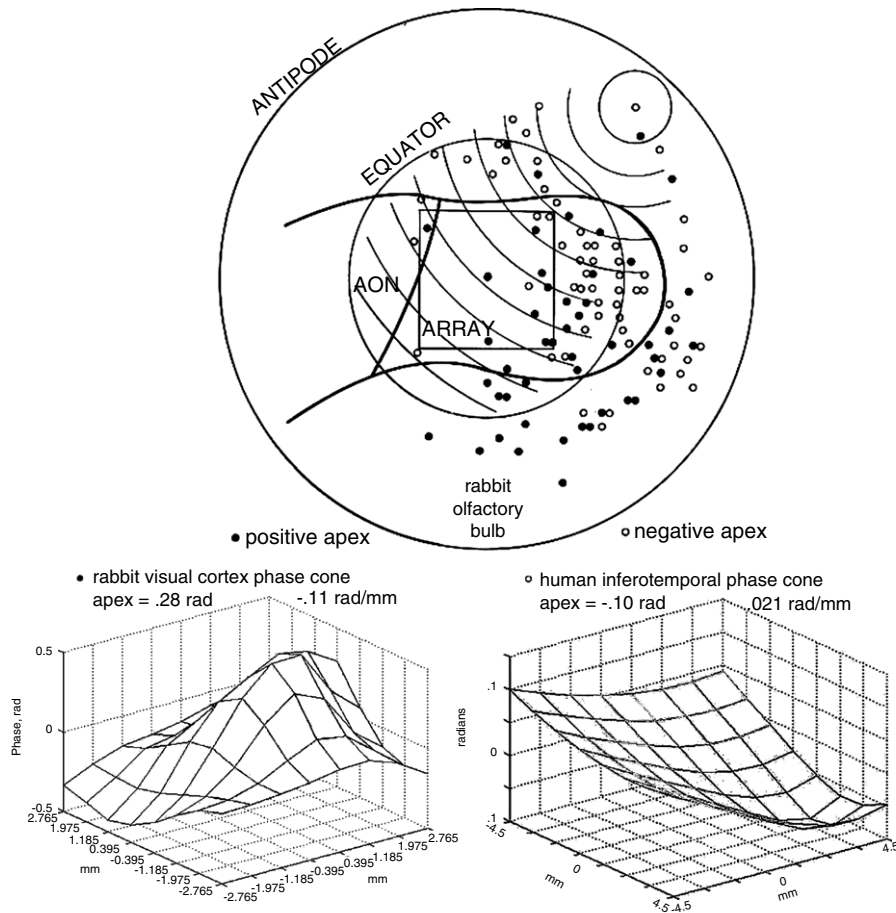 ANTIPODE
EQUATOR
AON
ARRAY
rabbit
olfactory
bulb
● positive apex
○ negative apex
● rabbit visual cortex phase cone
apex = .28 rad -.11 rad/mm
○ human inferotemporal phase cone
apex = -.10 rad 021 rad/mm
Phase, rad
0.5
0
-0.5
2.765
1.975
1.185
0.395
-0.395
-1.185
-1.975
-2.765
mm
-2.765
-1.975
-1.185
-0.395
0.395
1.185
1.975
2.765
mm
radians
.1
0
.1
-4.5
0
4.5
mm
-4.5
0
4.5
mm